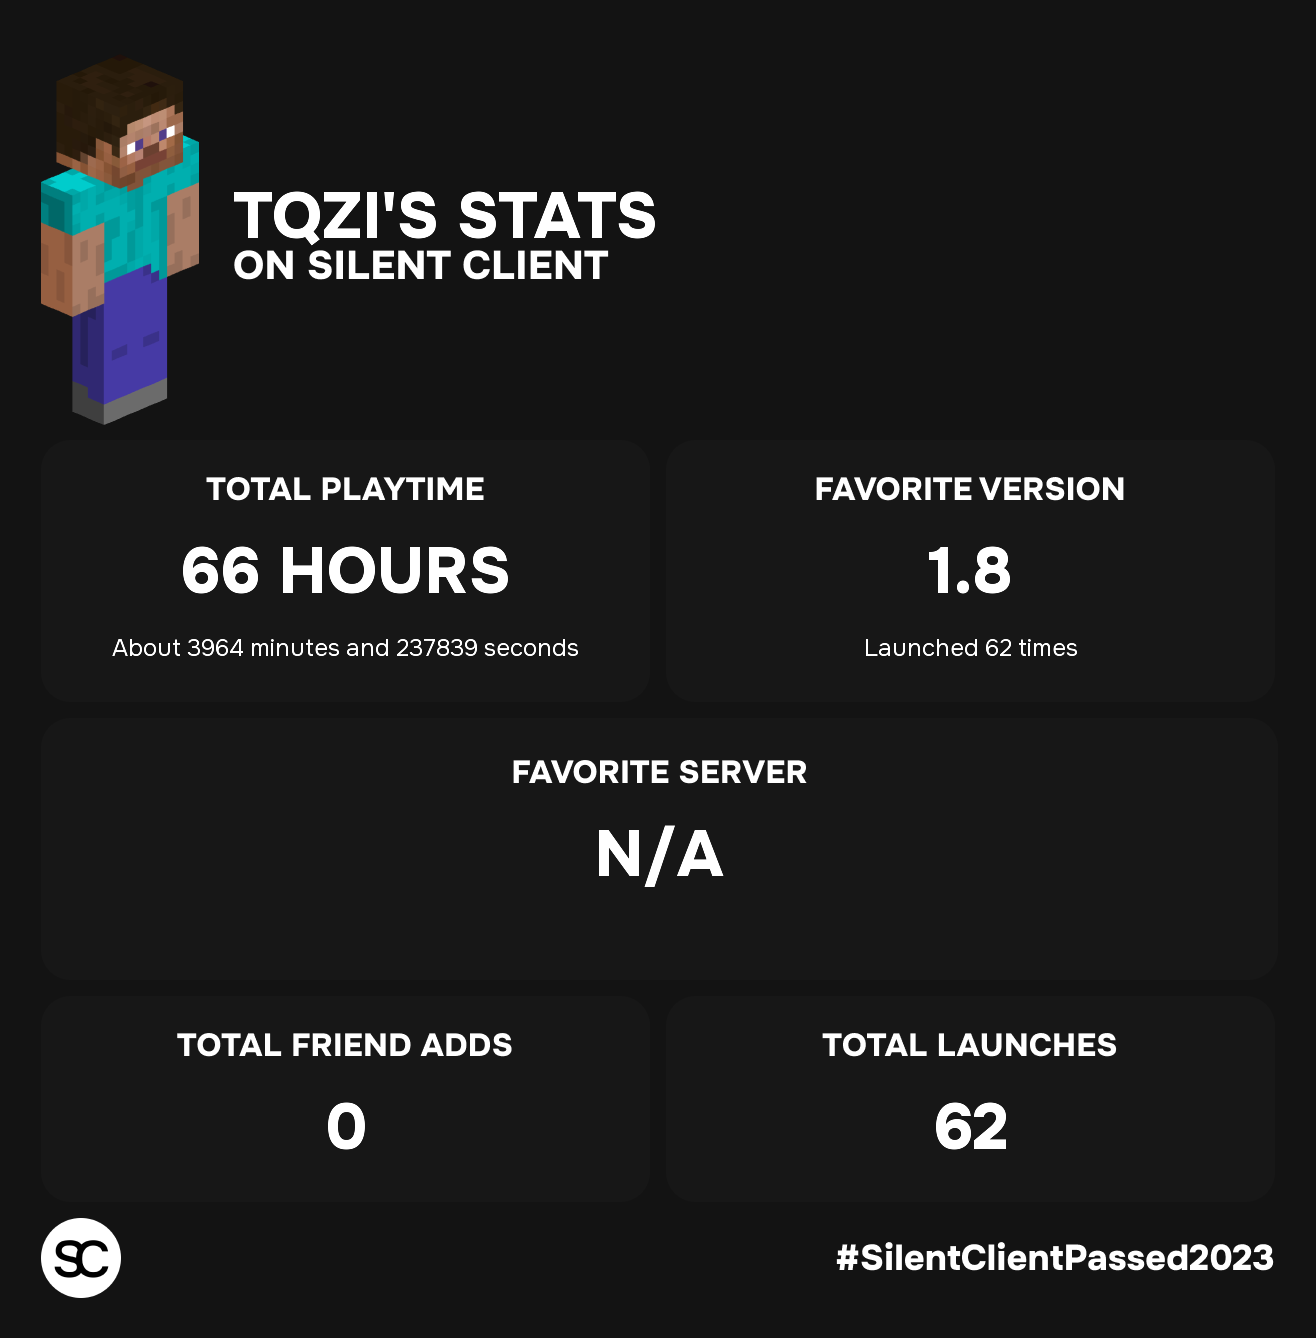 TQZI'S STATS
ON SILENT CLIENT
TOTAL PLAYTIME
66 HOURS
About 3964 minutes and 237839 seconds
FAVORITE VERSION
1.8
Launched 62 times
FAVORITE SERVER
N/A
TOTAL FRIEND ADDS
0
TOTAL LAUNCHES
62
SC
#SilentClientPassed2023